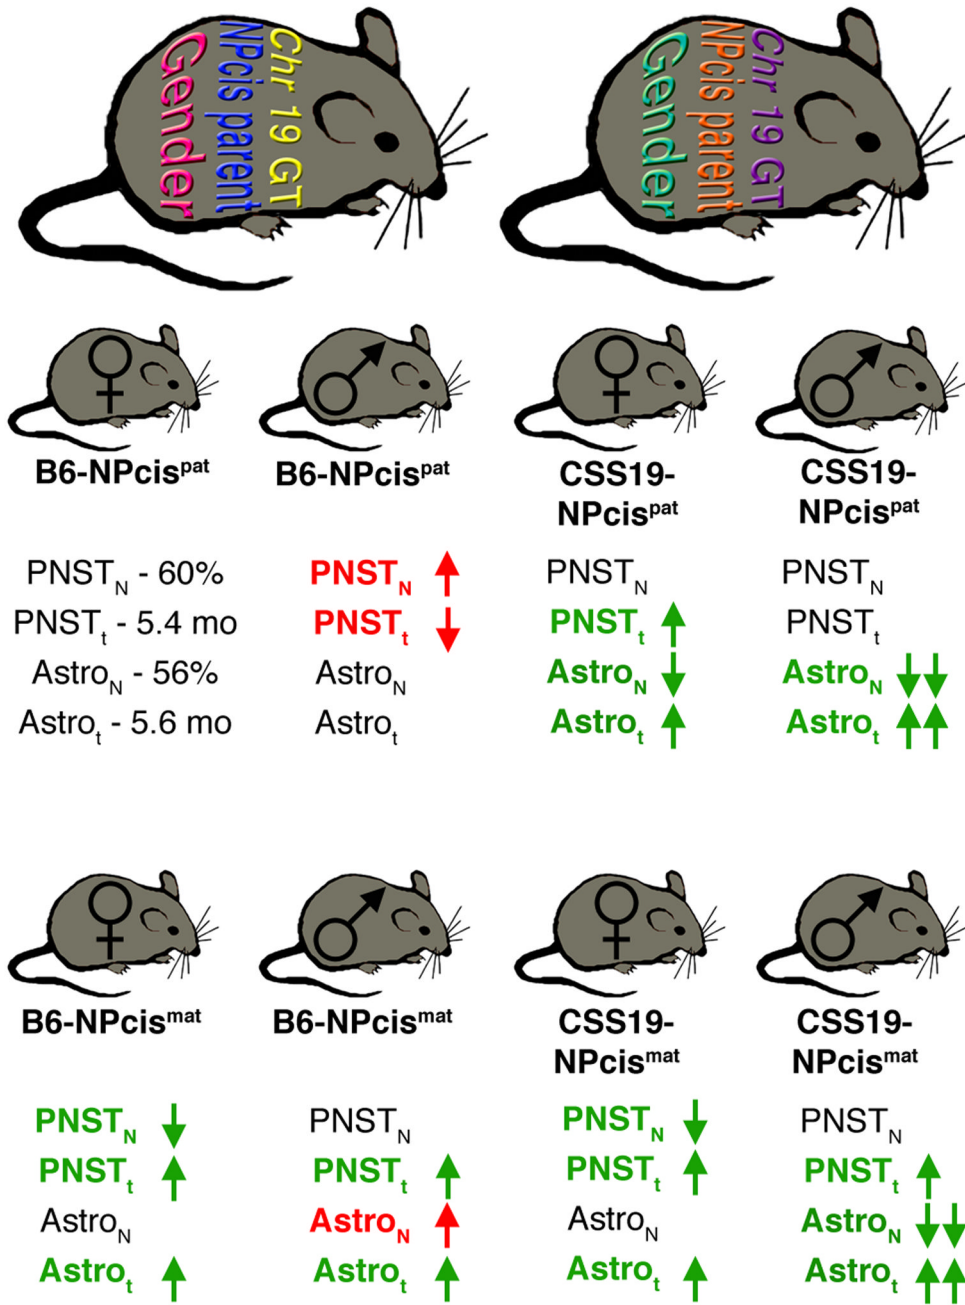 Gender
NPcis parent
Chr 19 GT
Gender
NPcis parent
Chr 19 GT
♀ ♂ ♀ ♂
B6-NPcis^pat B6-NPcis^pat CSS19-NPcis^pat CSS19-NPcis^pat
PNST_N - 60% PNST_N ↑ PNST_N PNST_N
PNST_t - 5.4 mo PNST_t ↓ PNST_t ↑ PNST_t
Astro_N - 56% Astro_N Astro_N ↓ Astro_N ↓↓
Astro_t - 5.6 mo Astro_t Astro_t ↑ Astro_t ↑↑
♀ ♂ ♀ ♂
B6-NPcis^mat B6-NPcis^mat CSS19-NPcis^mat CSS19-NPcis^mat
PNST_N ↓ PNST_N PNST_N ↓ PNST_N
PNST_t ↑ PNST_t ↑ PNST_t ↑ PNST_t ↑
Astro_N Astro_N ↑ Astro_N Astro_N ↓↓
Astro_t ↑ Astro_t ↑ Astro_t ↑ Astro_t ↑↑